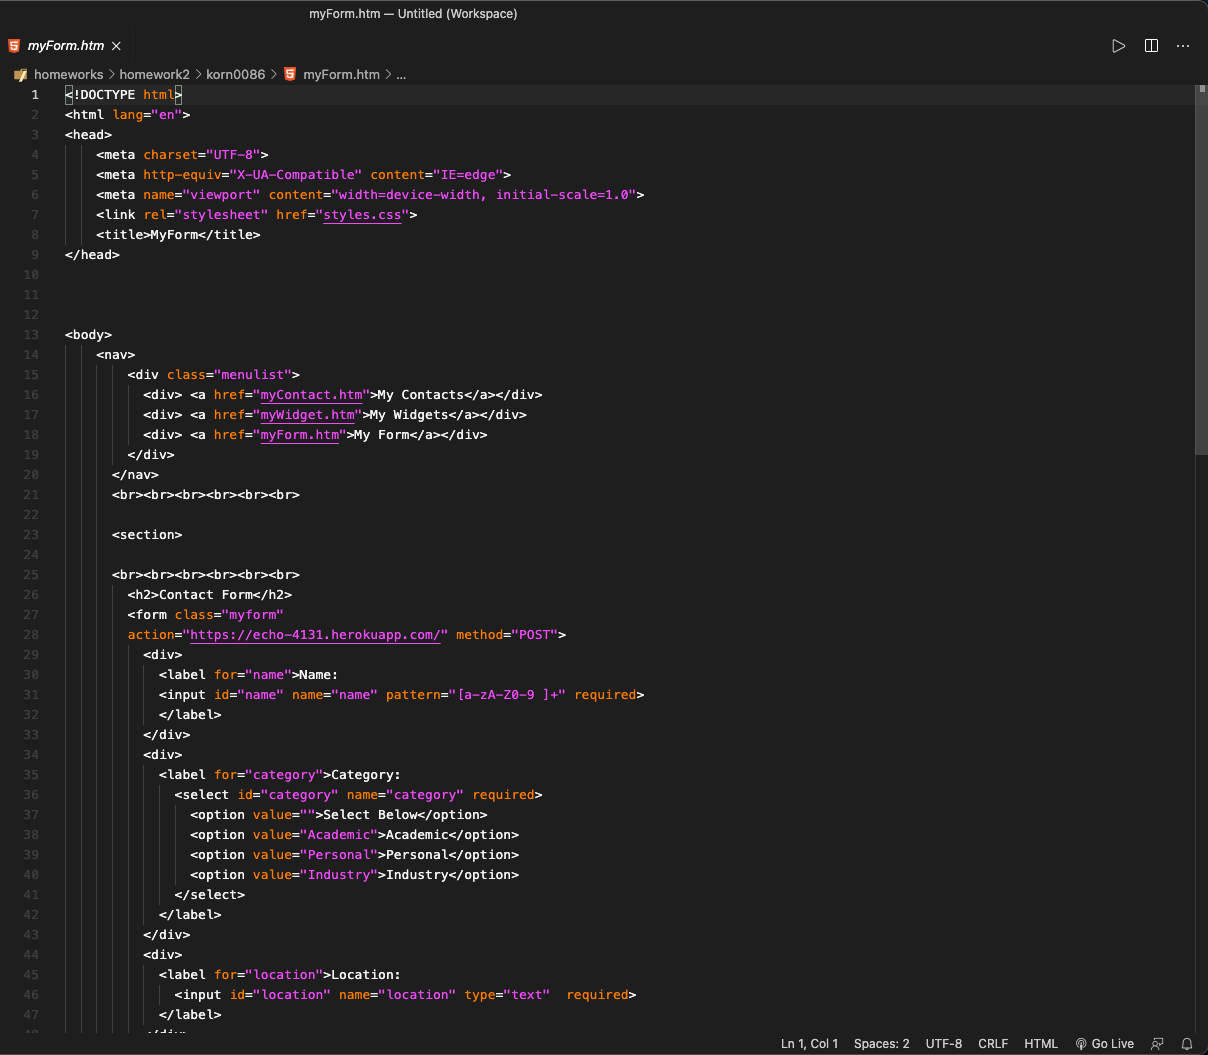 myForm.htm — Untitled (Workspace)
myForm.htm
homeworks > homework2 > korn0086 > myForm.htm > ...
1 <!DOCTYPE html>
2 <html lang="en">
3 <head>
4 <meta charset="UTF-8">
5 <meta http-equiv="X-UA-Compatible" content="IE=edge">
6 <meta name="viewport" content="width=device-width, initial-scale=1.0">
7 <link rel="stylesheet" href="styles.css">
8 <title>MyForm</title>
9 </head>
10
11
12
13 <body>
14 <nav>
15 <div class="menulist">
16 <div> <a href="myContact.htm">My Contacts</a></div>
17 <div> <a href="myWidget.htm">My Widgets</a></div>
18 <div> <a href="myForm.htm">My Form</a></div>
19 </div>
20 </nav>
21 <br><br><br><br><br><br>
22
23 <section>
24
25 <br><br><br><br><br><br>
26 <h2>Contact Form</h2>
27 <form class="myform"
28 action="https://echo-4131.herokuapp.com/" method="POST">
29 <div>
30 <label for="name">Name:
31 <input id="name" name="name" pattern="[a-zA-Z0-9 ]+" required>
32 </label>
33 </div>
34 <div>
35 <label for="category">Category:
36 <select id="category" name="category" required>
37 <option value="">Select Below</option>
38 <option value="Academic">Academic</option>
39 <option value="Personal">Personal</option>
40 <option value="Industry">Industry</option>
41 </select>
42 </label>
43 </div>
44 <div>
45 <label for="location">Location:
46 <input id="location" name="location" type="text"  required>
47 </label>
48 </div>
Ln 1, Col 1 Spaces: 2 UTF-8 CRLF HTML Go Live